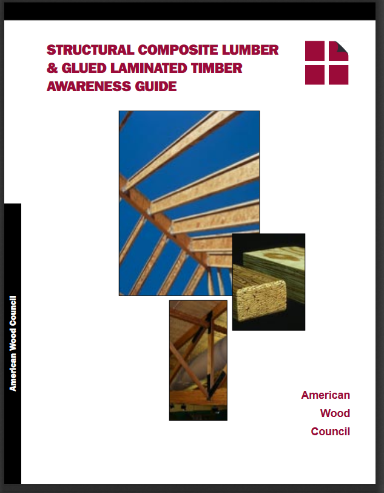 STRUCTURAL COMPOSITE LUMBER
& GLUED LAMINATED TIMBER
AWARENESS GUIDE
American Wood Council
American
Wood
Council